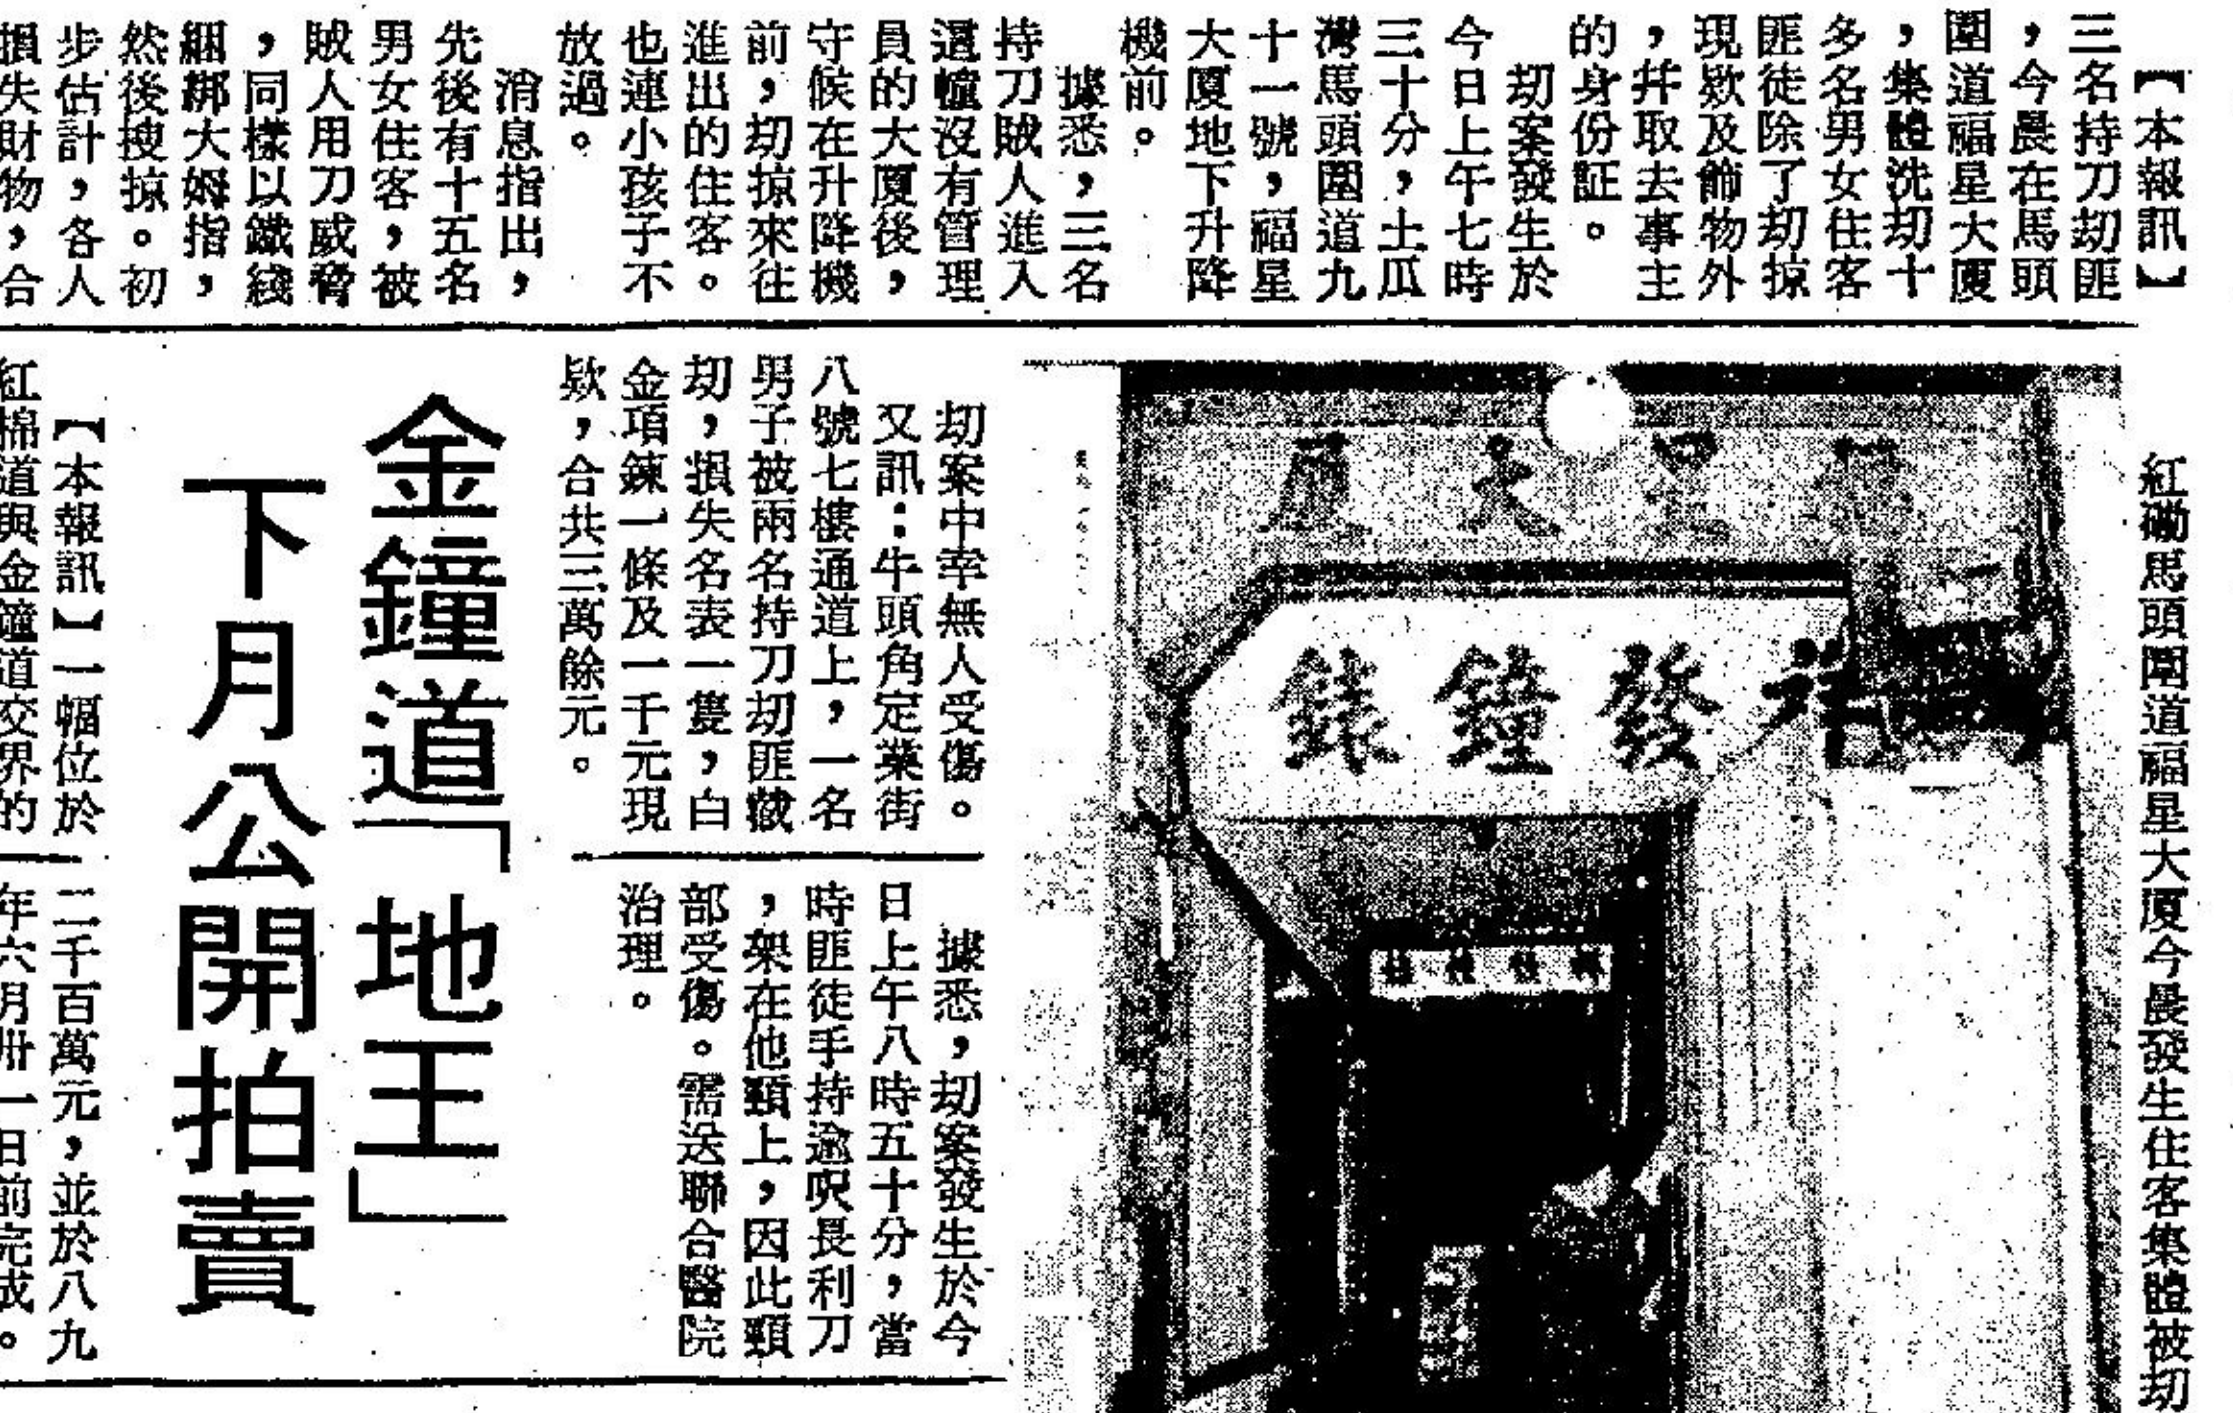 【本報訊】
三名持刀刧匪
，今晨在馬頭
圍道福星大廈
，集體洗刧十
多名男女住客
匪徒除了刧掠
現欵及飾物外
，幷取去事主
的身份証。
刧案發生於
今日上午七時
三十分，土瓜
灣馬頭圍道九
十一號，福星
大廈地下升降
機前。
據悉，三名
持刀賊人進入
這幢沒有管理
員的大廈後，
守候在升降機
前，刧掠來往
進出的住客。
也連小孩子不
放過。
消息指出，
先後有十五名
男女住客，被
賊人用刀威脅
，同樣以鐵綫
綑綁大姆指，
然後搜掠。初
步估計，各人
損失財物，合
紅磡馬頭圍道福星大廈今晨發生住客集體被刧
大厦
祥發鐘錶
刧案中幸無人受傷。
又訊：牛頭角定業街
八號七樓通道上，一名
男子被兩名持刀刧匪截
刧，損失名表一隻，白
金項鍊一條及一千元現
欵，合共三萬餘元。
據悉，刧案發生於今
日上午八時五十分，當
時匪徒手持逾呎長利刀
，架在他頸上，因此頸
部受傷。需送聯合醫院
治理。
金鐘道「地王」
下月公開拍賣
【本報訊】一幅位於
紅棉道與金鐘道交界的
二千百萬元，並於八九
年六月卅一日前完成。